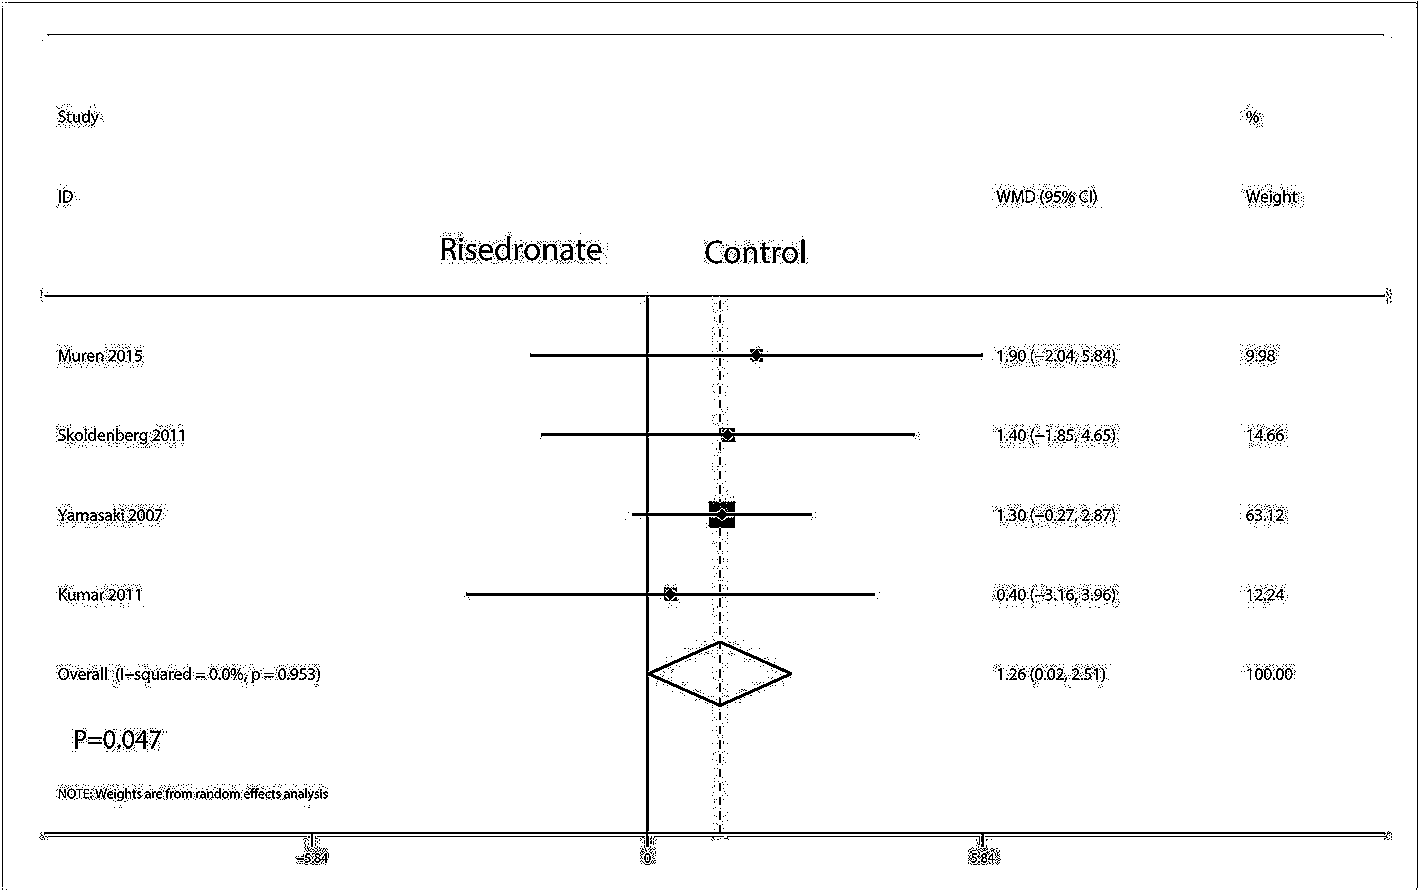 Study %
ID WMD (95% CI) Weight
Risedronate Control
Muren 2015 1.90 (−2.04, 5.84) 9.98
Skoldenberg 2011 1.40 (−1.85, 4.65) 14.66
Yamasaki 2007 1.30 (−0.27, 2.87) 63.12
Kumar 2011 0.40 (−3.16, 3.96) 12.24
Overall (I−squared = 0.0%, p = 0.953) 1.26 (0.02, 2.51) 100.00
P=0.047
NOTE: Weights are from random effects analysis
−5.84 0 5.84